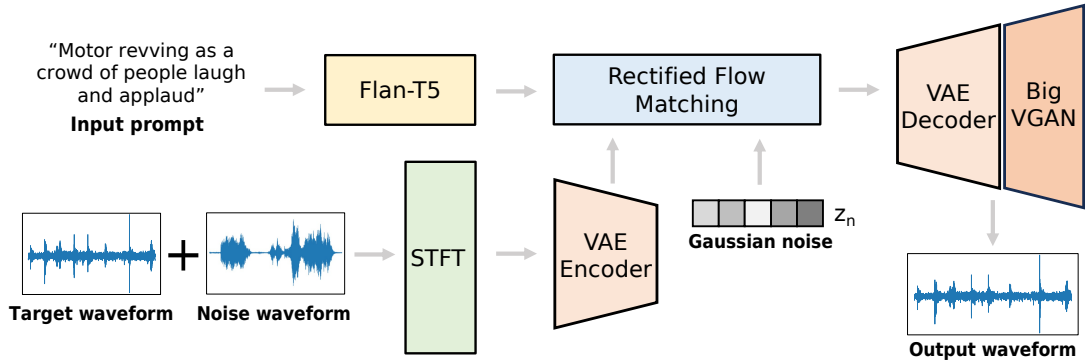 “Motor revving as a
crowd of people laugh
and applaud”
Input prompt
Flan-T5
Rectified Flow
Matching
VAE
Decoder
Big
VGAN
STFT
VAE
Encoder
zn
Gaussian noise
Target waveform
+
Noise waveform
Output waveform